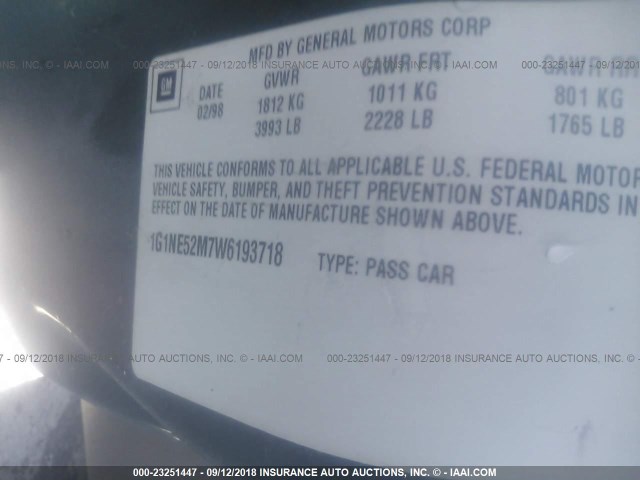 MFD BY GENERAL MOTORS CORP
GM
DATE GVWR GAWR FRT GAWR RR
02/98 1812 KG 1011 KG 801 KG
3993 LB 2228 LB 1765 LB
THIS VEHICLE CONFORMS TO ALL APPLICABLE U.S. FEDERAL MOTOR
VEHICLE SAFETY, BUMPER, AND THEFT PREVENTION STANDARDS IN
EFFECT ON THE DATE OF MANUFACTURE SHOWN ABOVE.
1G1NE52M7W6193718 TYPE: PASS CAR
000-23251447 - 09/12/2018 INSURANCE AUTO AUCTIONS, INC. © - IAAI.COM